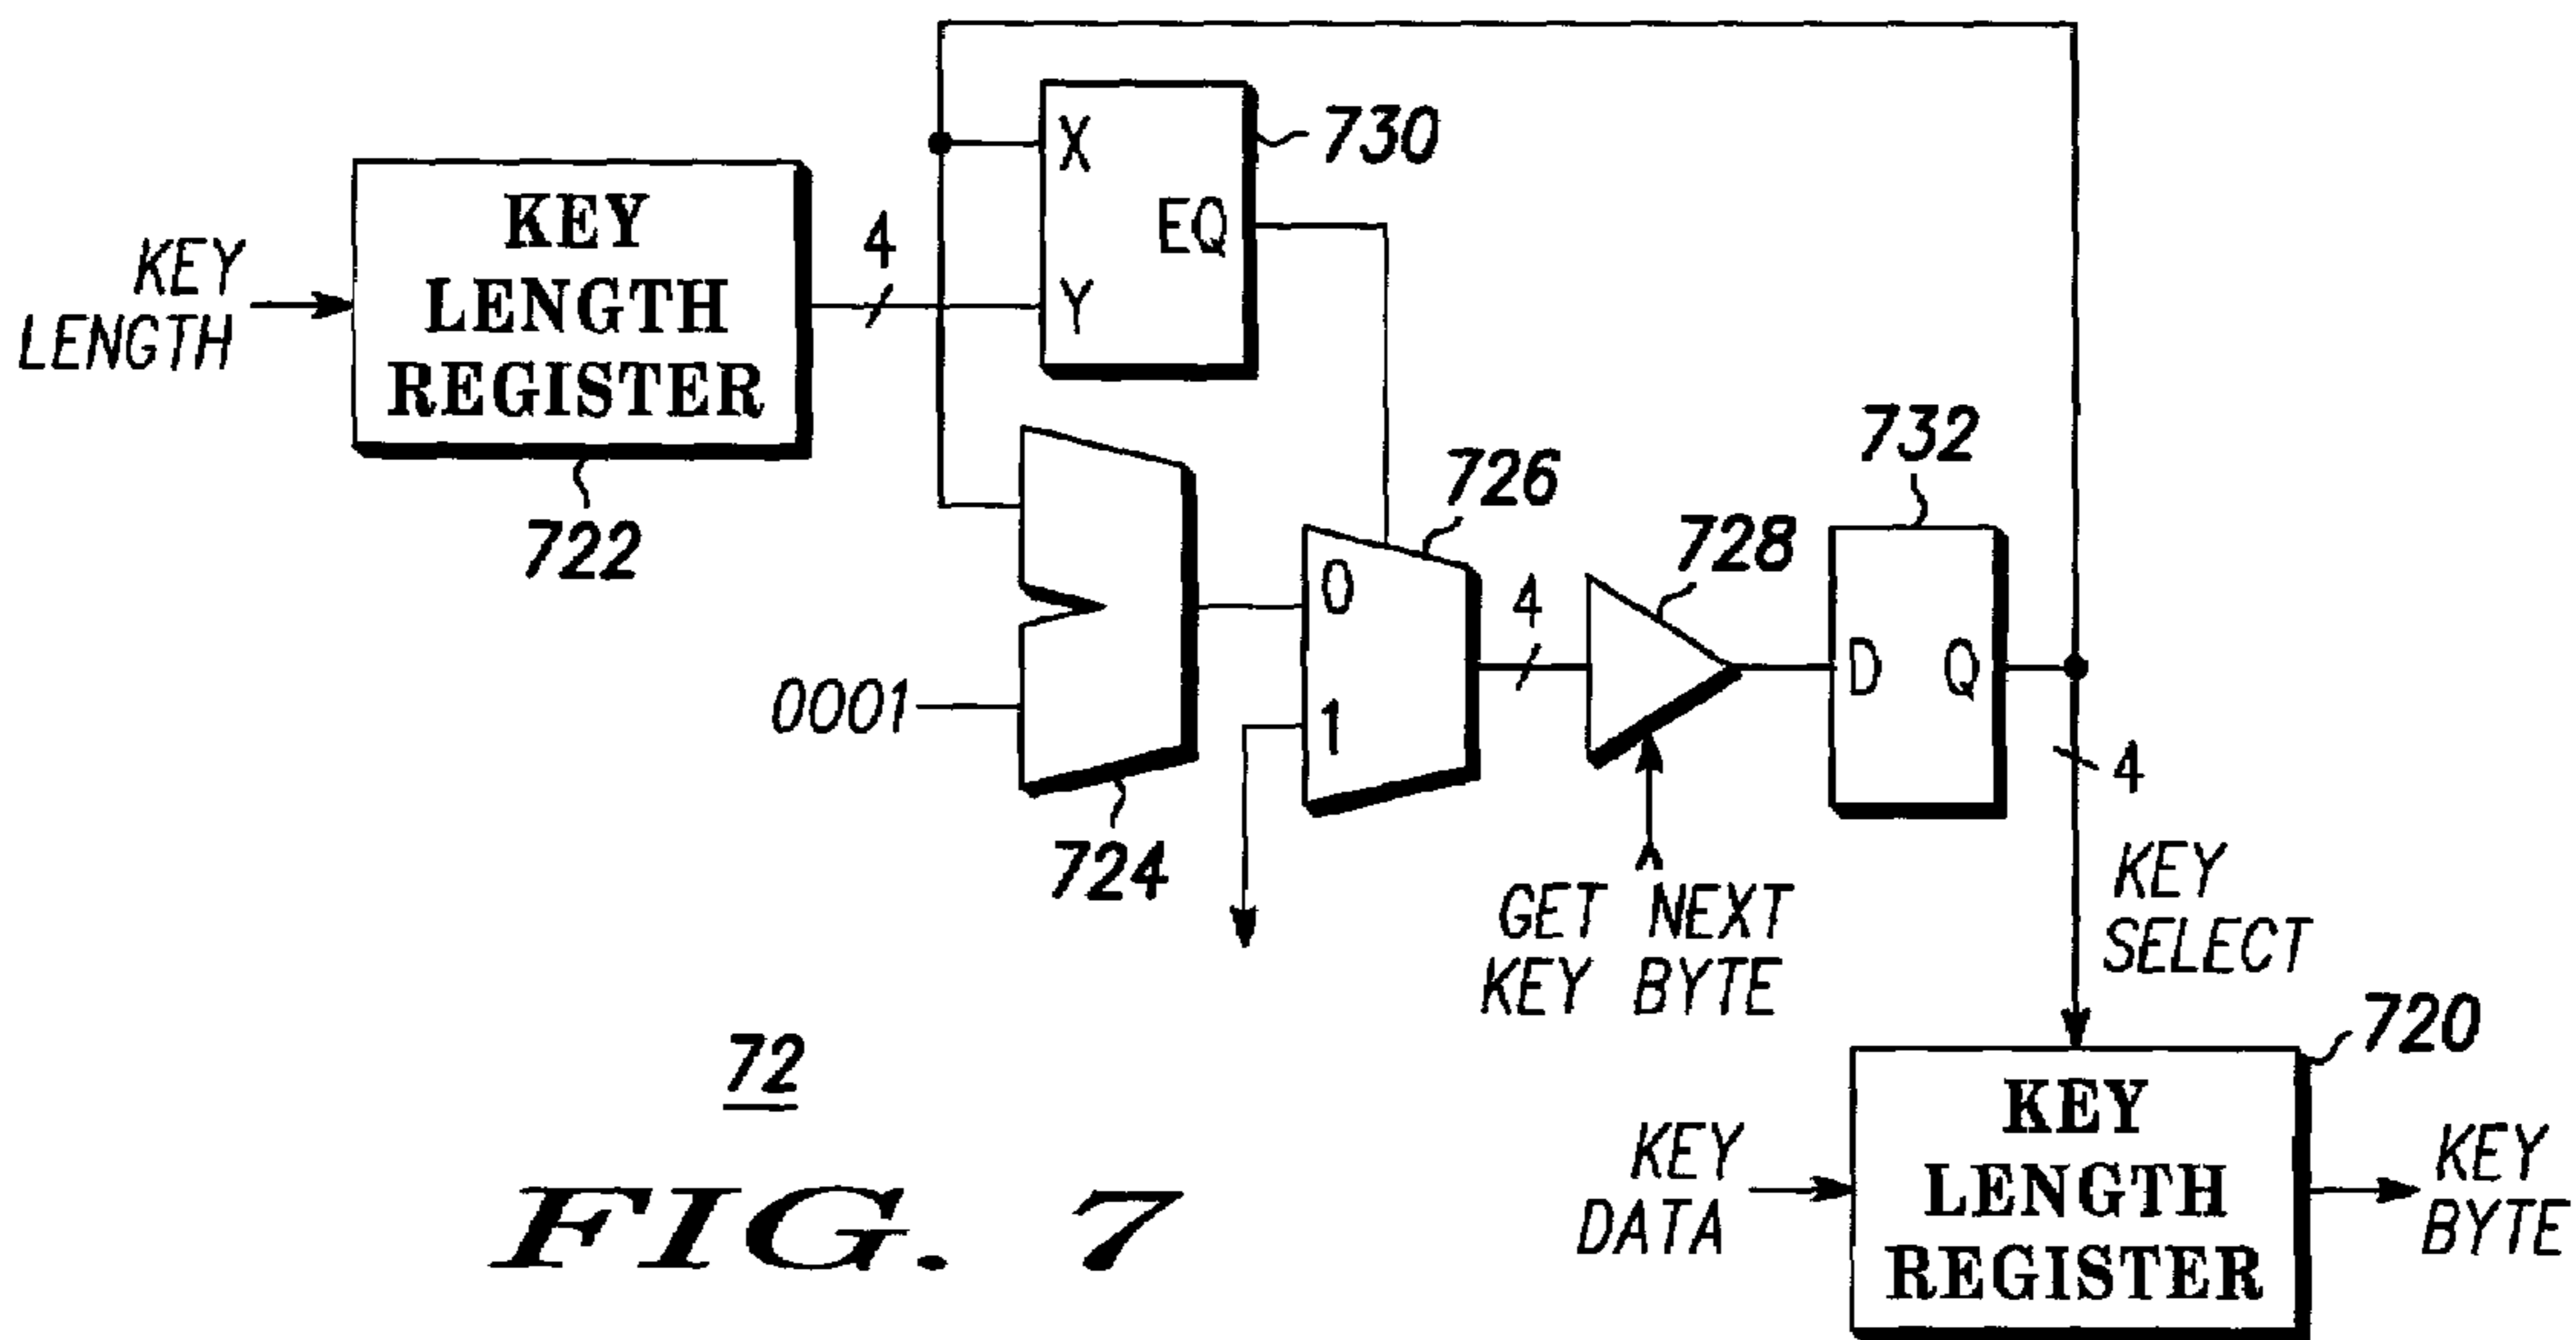 KEY
LENGTH
KEY
LENGTH
REGISTER
722
4
X
Y
EQ
730
0001
724
0
1
726
4
728
GET NEXT
KEY BYTE
732
D Q
4
KEY
SELECT
720
KEY
DATA
KEY
LENGTH
REGISTER
KEY
BYTE
72
FIG. 7